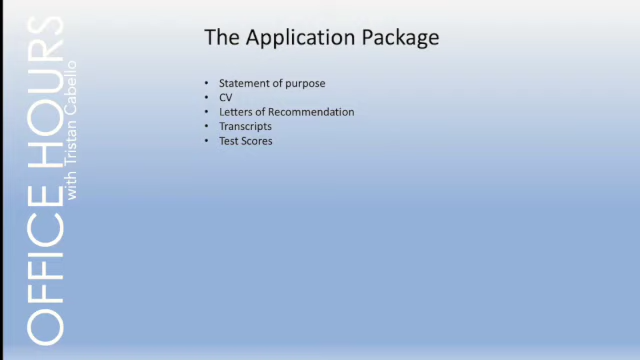 The Application Package
• Statement of purpose
• CV
• Letters of Recommendation
• Transcripts
• Test Scores
OFFICE HOURS
with Tristan Cabello